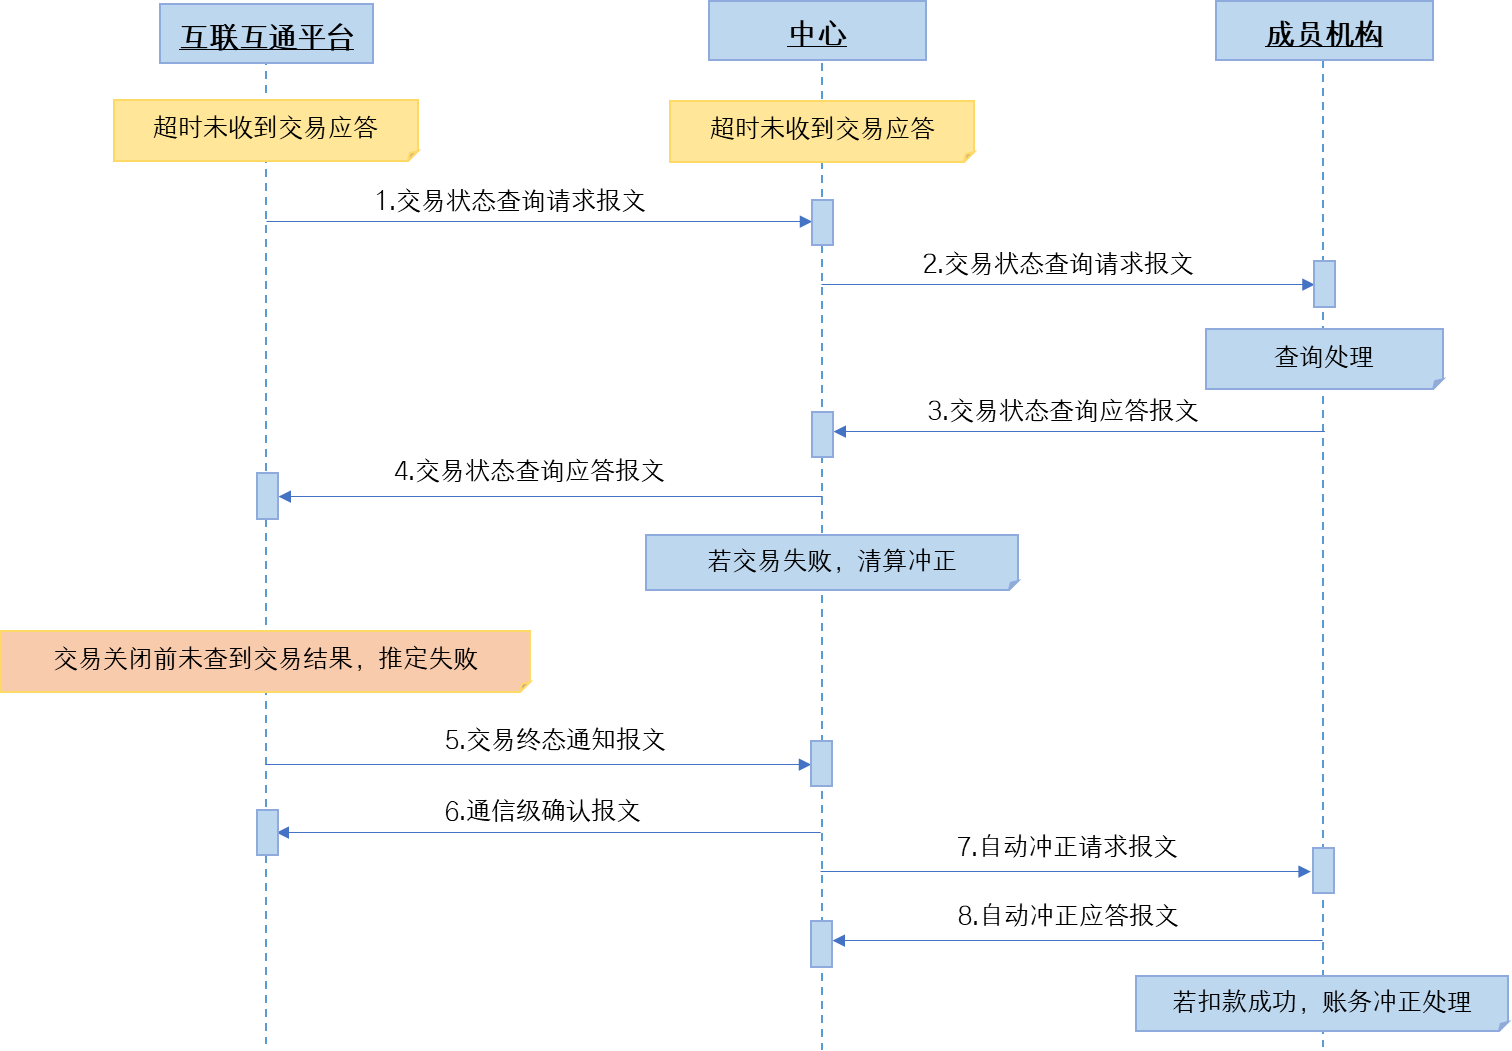 互联互通平台
中心
成员机构
超时未收到交易应答
超时未收到交易应答
1.交易状态查询请求报文
2.交易状态查询请求报文
查询处理
3.交易状态查询应答报文
4.交易状态查询应答报文
若交易失败，清算冲正
交易关闭前未查到交易结果，推定失败
5.交易终态通知报文
6.通信级确认报文
7.自动冲正请求报文
8.自动冲正应答报文
若扣款成功，账务冲正处理